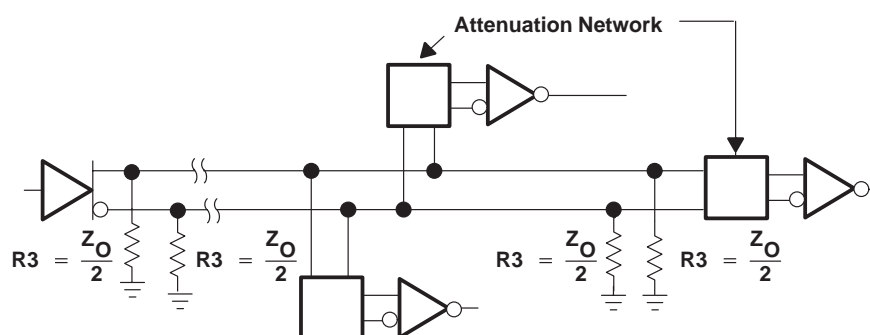 Attenuation Network
R3 = Z_O/2
R3 = Z_O/2
R3 = Z_O/2
R3 = Z_O/2